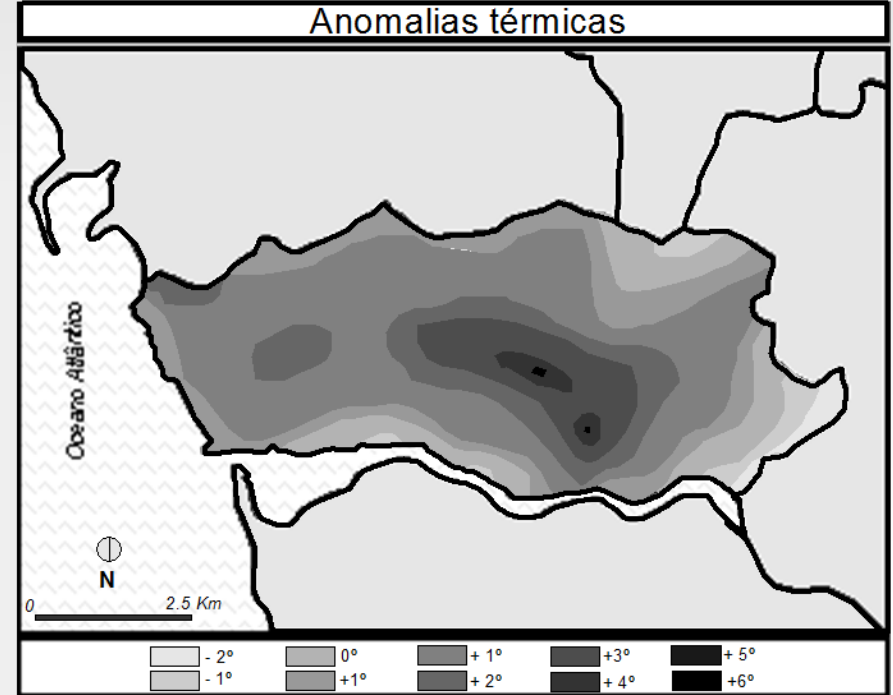 Anomalias térmicas
Oceano Atlântico
N
0 2.5 Km
- 2º 0º + 1º +3º + 5º
- 1º +1º + 2º + 4º +6º